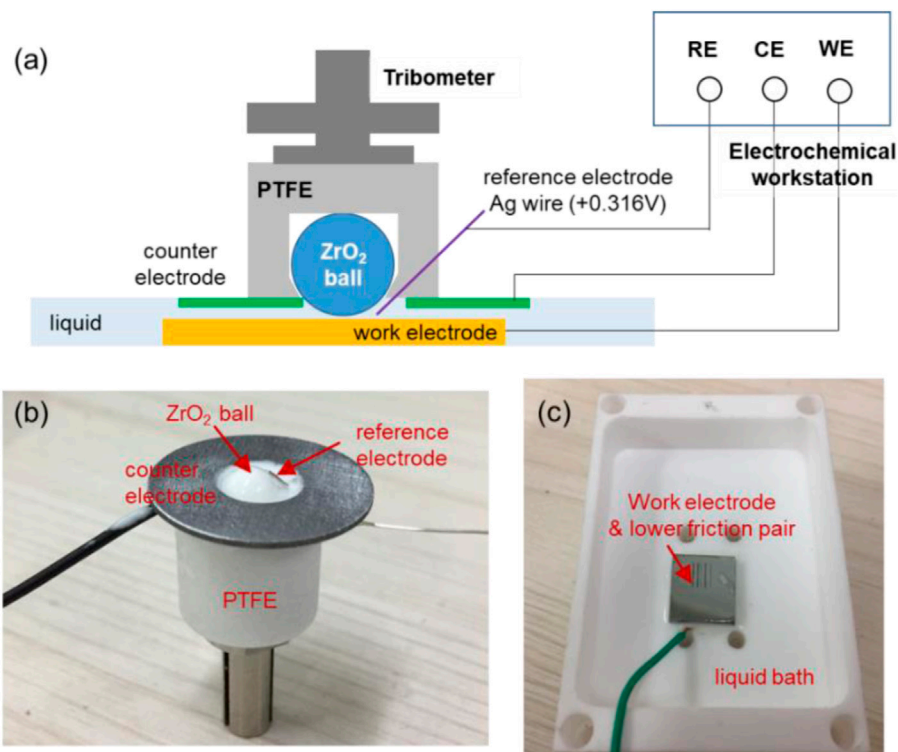 (a)
Tribometer
RE CE WE
Electrochemical
workstation
PTFE
reference electrode
Ag wire (+0.316V)
counter
electrode
ZrO₂
ball
liquid
work electrode
(b)
ZrO₂ ball
reference
electrode
counter
electrode
PTFE
(c)
Work electrode
& lower friction pair
liquid bath